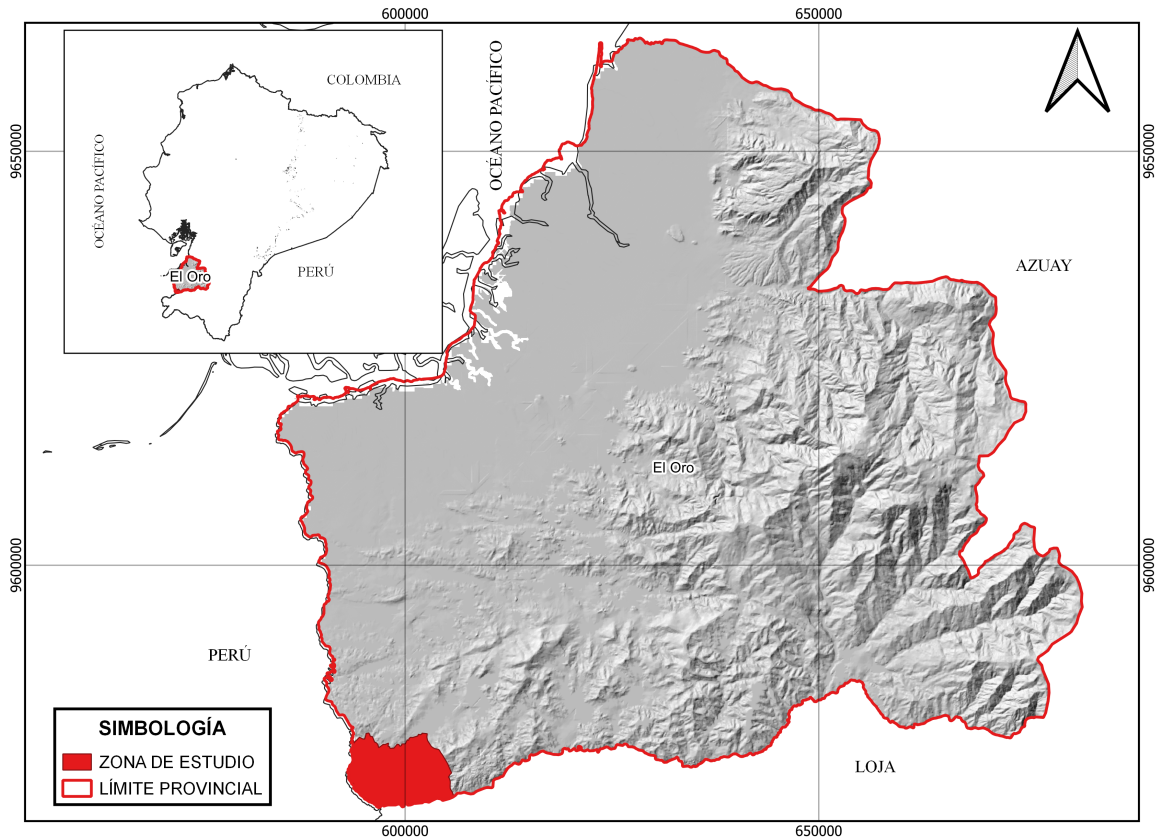 600000
650000
COLOMBIA
OCÉANO PACÍFICO
El Oro
PERÚ
OCÉANO PACÍFICO
9650000
9650000
AZUAY
El Oro
9600000
9600000
PERÚ
LOJA
SIMBOLOGÍA
ZONA DE ESTUDIO
LÍMITE PROVINCIAL
600000
650000